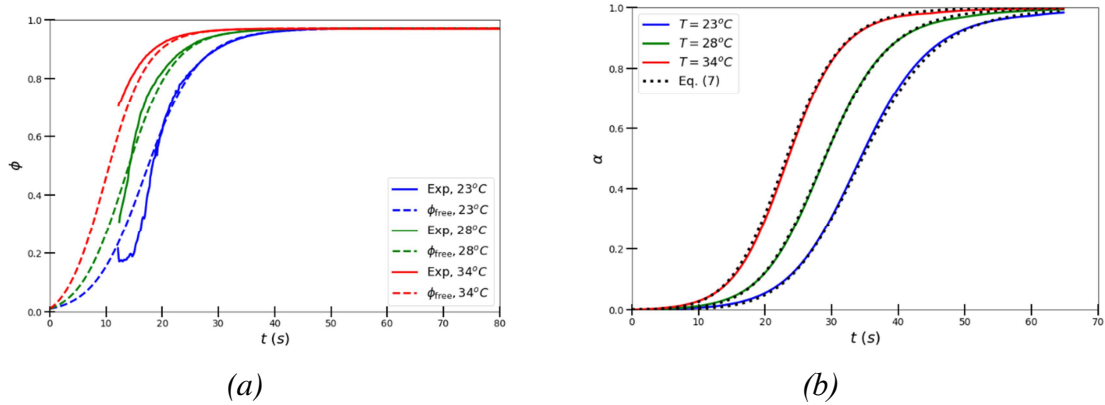 1.0
0.8
0.6
0.4
0.2
0.0
ϕ
0 10 20 30 40 50 60 70 80
t (s)
Exp, 23°C
ϕfree, 23°C
Exp, 28°C
ϕfree, 28°C
Exp, 34°C
ϕfree, 34°C
(a)
1.0
0.8
0.6
0.4
0.2
0.0
α
0 10 20 30 40 50 60 70
t (s)
T = 23°C
T = 28°C
T = 34°C
Eq. (7)
(b)